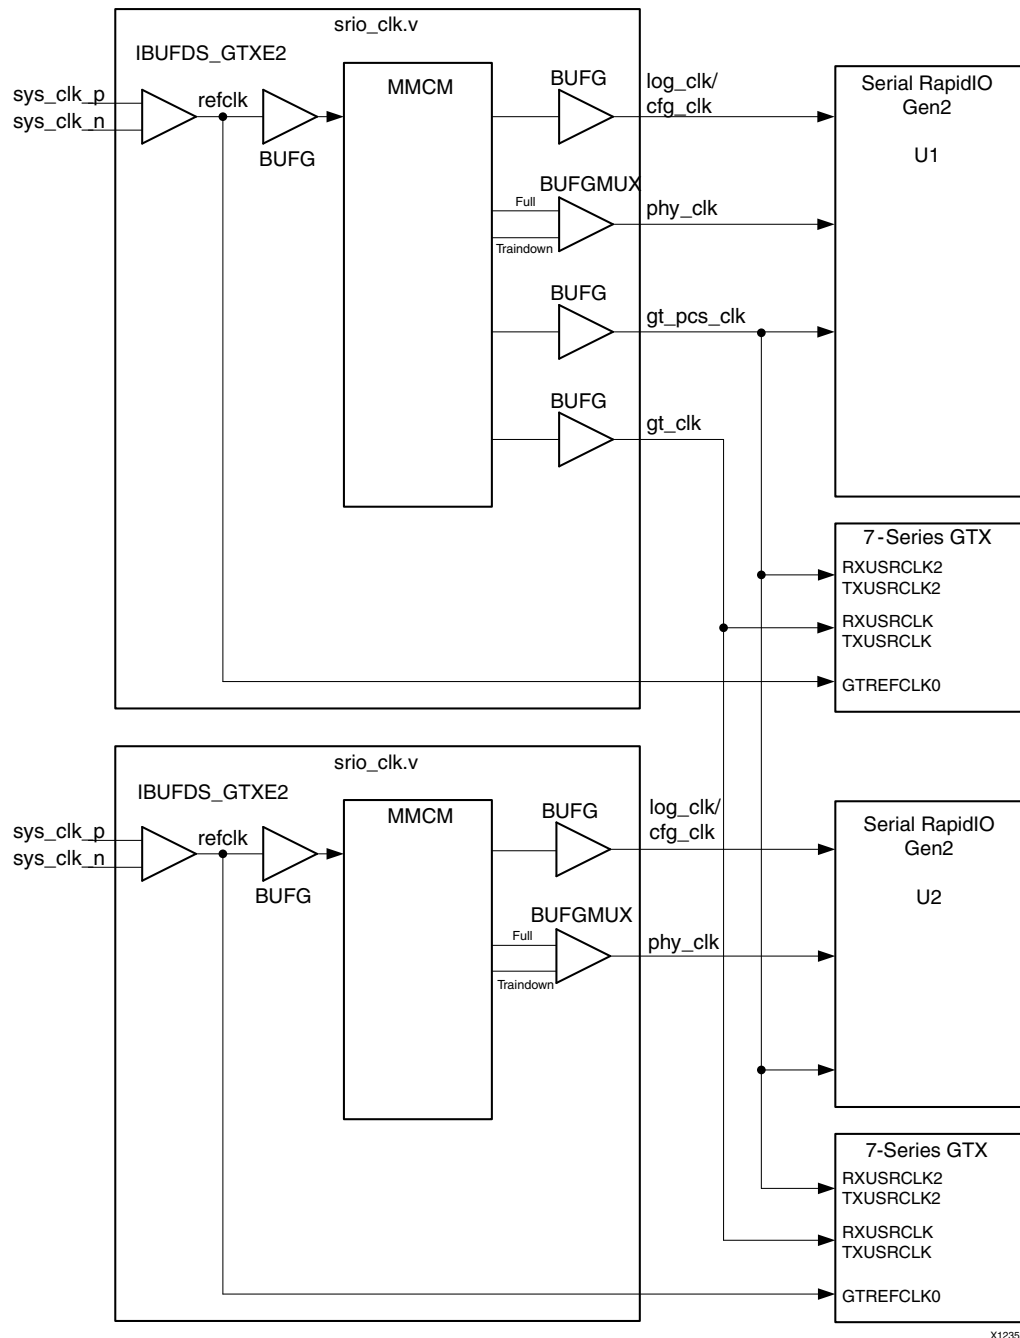 srio_clk.v
IBUFDS_GTXE2
sys_clk_p
sys_clk_n
refclk
BUFG
MMCM
BUFG
log_clk/
cfg_clk
BUFGMUX
Full
Traindown
phy_clk
BUFG
gt_pcs_clk
BUFG
gt_clk
Serial RapidIO
Gen2
U1
7-Series GTX
RXUSRCLK2
TXUSRCLK2
RXUSRCLK
TXUSRCLK
GTREFCLK0
srio_clk.v
IBUFDS_GTXE2
sys_clk_p
sys_clk_n
refclk
BUFG
MMCM
BUFG
log_clk/
cfg_clk
BUFGMUX
Full
Traindown
phy_clk
Serial RapidIO
Gen2
U2
7-Series GTX
RXUSRCLK2
TXUSRCLK2
RXUSRCLK
TXUSRCLK
GTREFCLK0
X1235